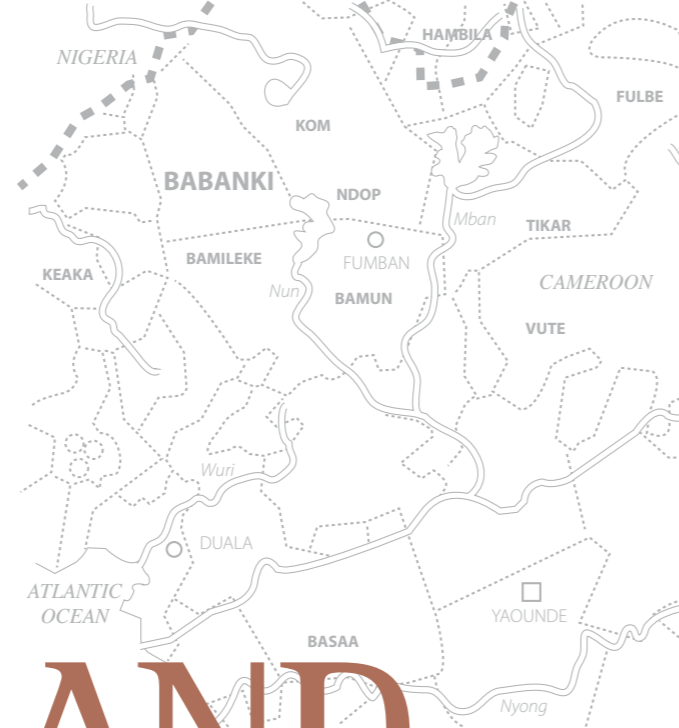 HAMBILA
NIGERIA
FULBE
KOM
BABANKI
NDOP
Mban
TIKAR
BAMILEKE
FUMBAN
KEAKA
CAMEROON
Nun
BAMUN
VUTE
Wuri
DUALA
ATLANTIC
OCEAN
YAOUNDE
BASAA
AND
Nyong